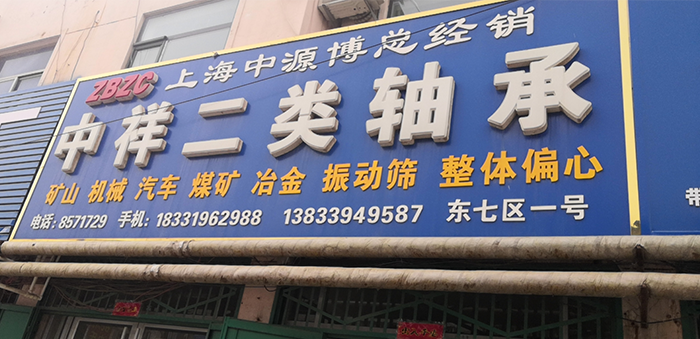 ZBZC 上海中源博总经销
中祥二类轴承
矿山 机械 汽车 煤矿 冶金 振动筛 整体偏心
电话:8571729 手机:18331962988 13833949587 东七区一号
带